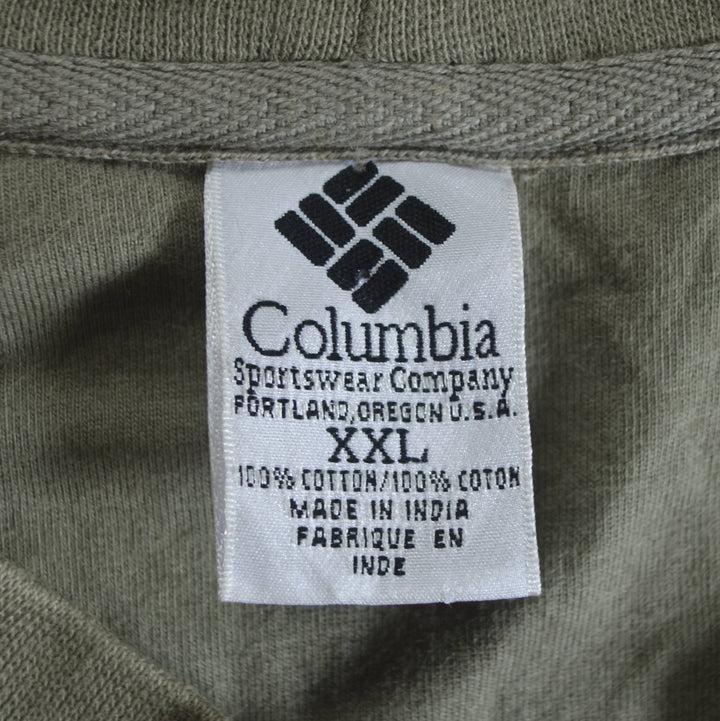 Columbia
Sportswear Company
PORTLAND, OREGON U.S.A.
XXL
100% COTTON/100% COTON
MADE IN INDIA
FABRIQUE EN
INDE